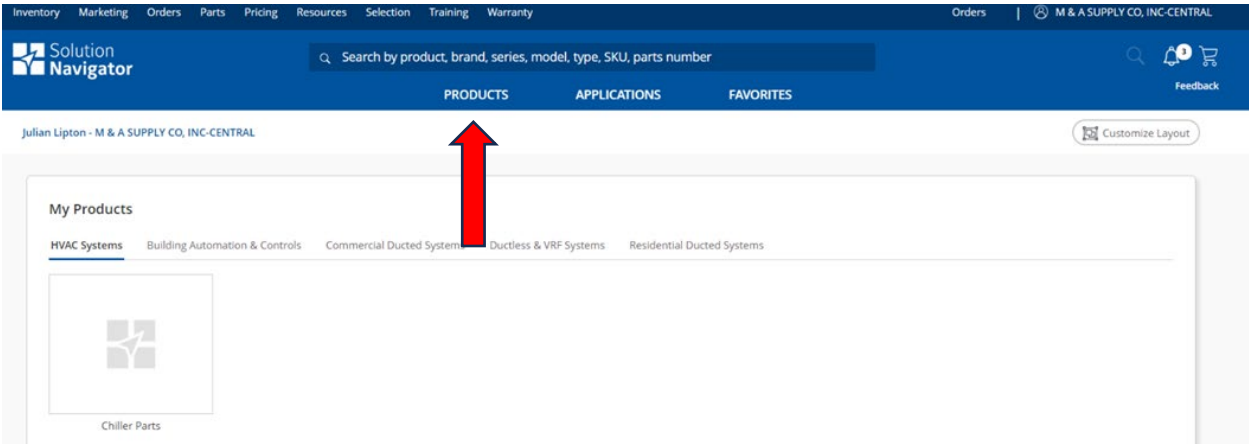 Inventory Marketing Orders Parts Pricing Resources Selection Training Warranty Orders | M & A SUPPLY CO, INC-CENTRAL
Solution
Navigator
Search by product, brand, series, model, type, SKU, parts number
3
Feedback
PRODUCTS APPLICATIONS FAVORITES
Julian Lipton - M & A SUPPLY CO, INC-CENTRAL
Customize Layout
My Products
HVAC Systems Building Automation & Controls Commercial Ducted Systems Ductless & VRF Systems Residential Ducted Systems
Chiller Parts